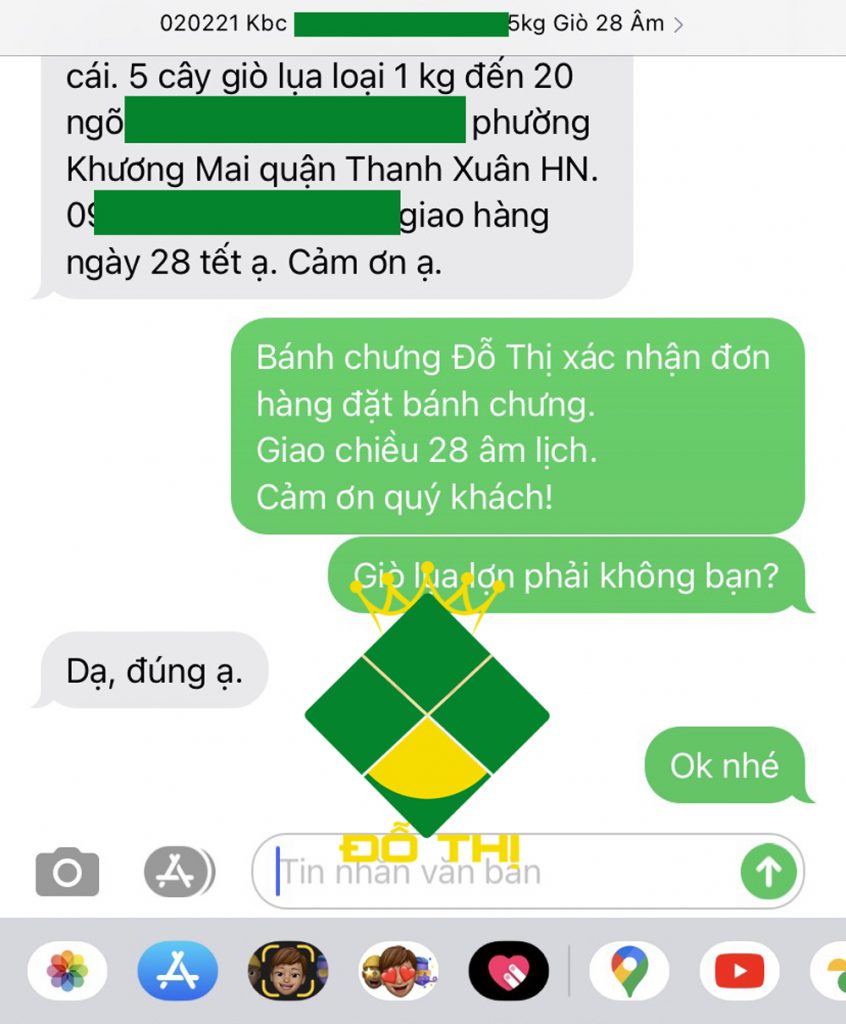 020221 Kbc 5kg Giò 28 Âm
cái. 5 cây giò lụa loại 1 kg đến 20
ngõ phường
Khương Mai quận Thanh Xuân HN.
09 giao hàng
ngày 28 tết ạ. Cảm ơn ạ.
Bánh chưng Đỗ Thị xác nhận đơn
hàng đặt bánh chưng.
Giao chiều 28 âm lịch.
Cảm ơn quý khách!
Giò lụa lợn phải không bạn?
Dạ, đúng ạ.
Ok nhé
ĐỖ THỊ
Tin nhắn văn bản